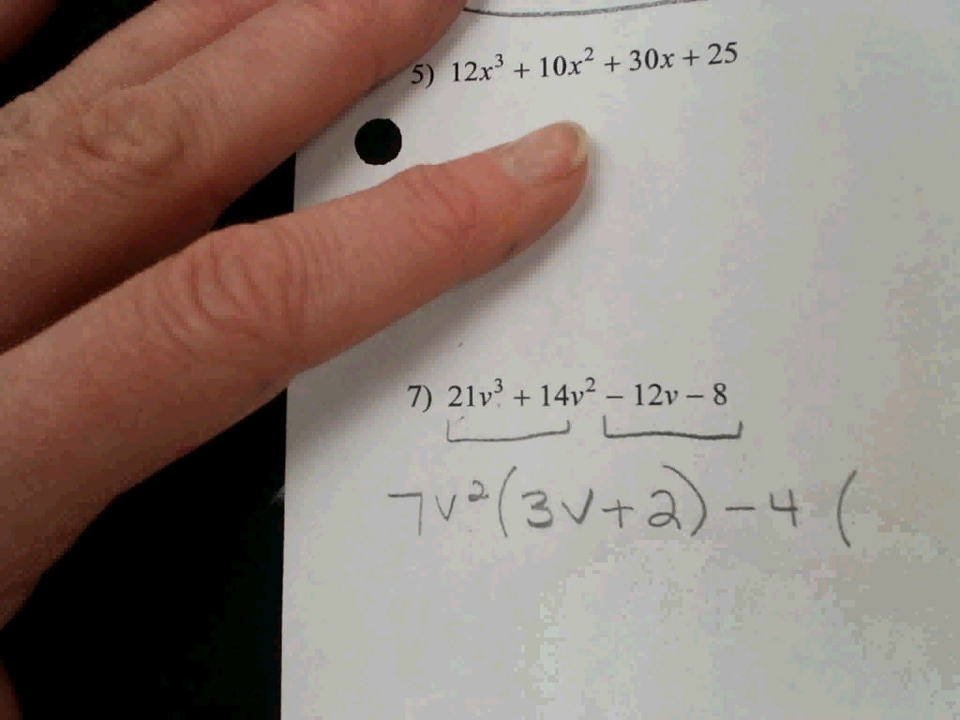 5) 12x³ + 10x² + 30x + 25
7) 21v³ + 14v² − 12v − 8
7v²(3v+2)−4(